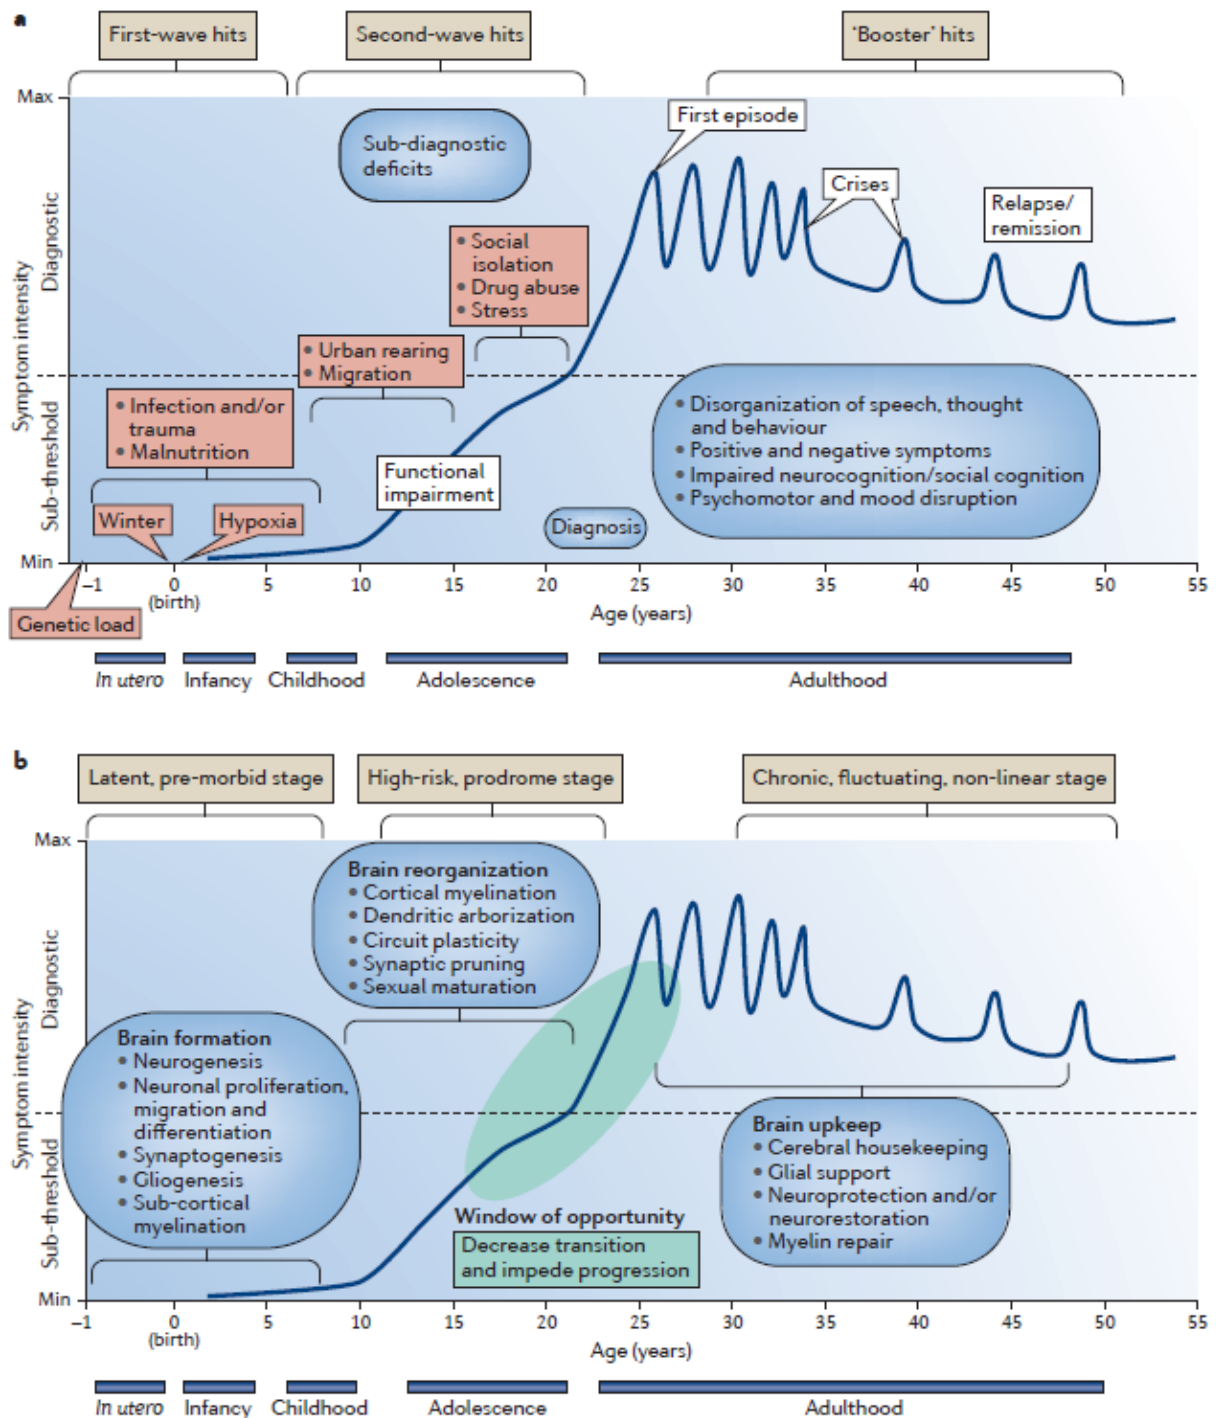 a
First-wave hits
Second-wave hits
‘Booster’ hits
Max
Min
Symptom intensity
Diagnostic
Sub-threshold
Sub-diagnostic
deficits
First episode
Crises
Relapse/
remission
• Social
isolation
• Drug abuse
• Stress
• Urban rearing
• Migration
• Infection and/or
trauma
• Malnutrition
Winter
Hypoxia
Genetic load
Functional
impairment
Diagnosis
• Disorganization of speech, thought
and behaviour
• Positive and negative symptoms
• Impaired neurocognition/social cognition
• Psychomotor and mood disruption
–1 0 5 10 15 20 25 30 35 40 45 50 55
(birth)
Age (years)
In utero
Infancy
Childhood
Adolescence
Adulthood
b
Latent, pre-morbid stage
High-risk, prodrome stage
Chronic, fluctuating, non-linear stage
Max
Min
Symptom intensity
Diagnostic
Sub-threshold
Brain reorganization
• Cortical myelination
• Dendritic arborization
• Circuit plasticity
• Synaptic pruning
• Sexual maturation
Brain formation
• Neurogenesis
• Neuronal proliferation,
migration and
differentiation
• Synaptogenesis
• Gliogenesis
• Sub-cortical
myelination
Window of opportunity
Decrease transition
and impede progression
Brain upkeep
• Cerebral housekeeping
• Glial support
• Neuroprotection and/or
neurorestoration
• Myelin repair
–1 0 5 10 15 20 25 30 35 40 45 50 55
(birth)
Age (years)
In utero
Infancy
Childhood
Adolescence
Adulthood